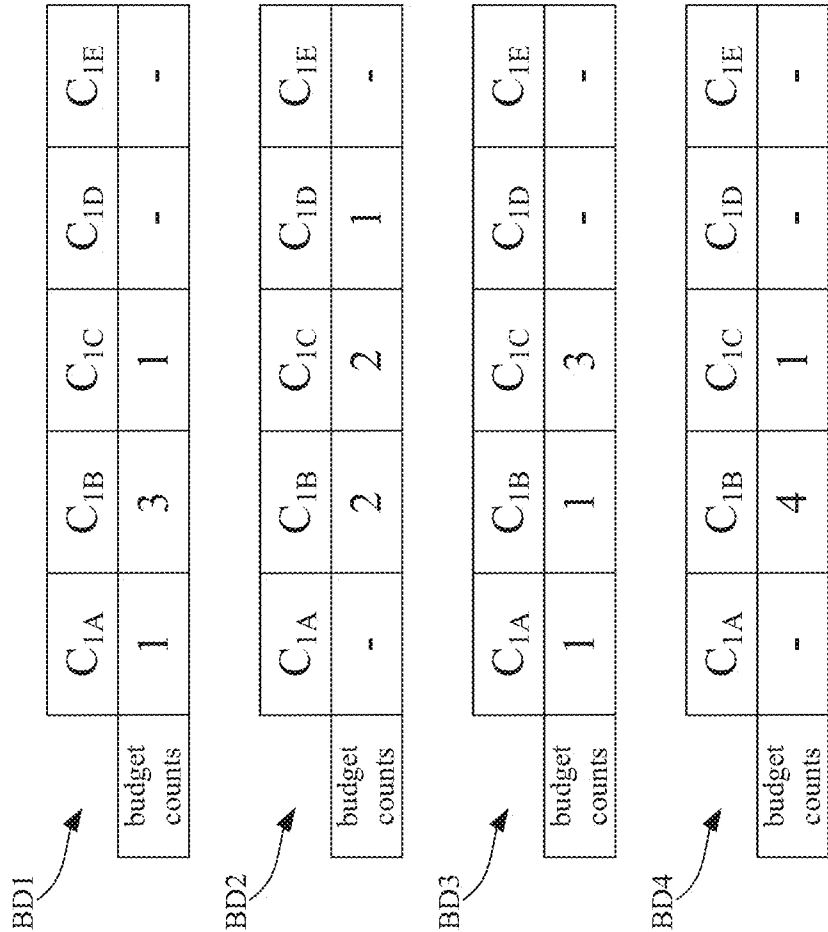 BD1
C1A C1B C1C C1D C1E
budget counts 1 3 1 - -
BD2
C1A C1B C1C C1D C1E
budget counts - 2 2 1 -
BD3
C1A C1B C1C C1D C1E
budget counts 1 1 3 - -
BD4
C1A C1B C1C C1D C1E
budget counts - 4 1 - -